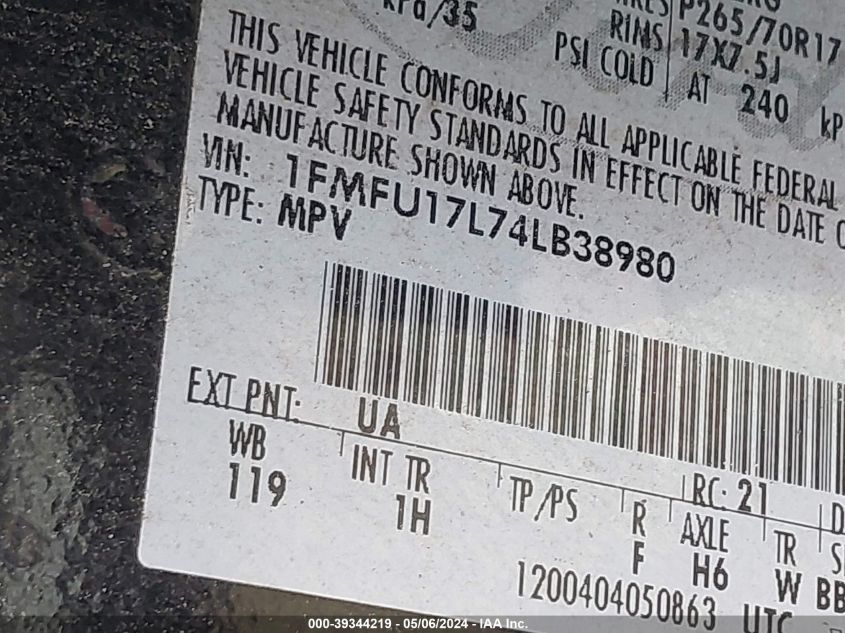 kPa/35
P265/70R17
RIMS 17X7.5J
PSI COLD AT 240
THIS VEHICLE CONFORMS TO ALL APPLICABLE FEDERAL
VEHICLE SAFETY STANDARDS IN EFFECT ON THE DATE
MANUFACTURE SHOWN ABOVE.
VIN: 1FMFU17L74LB38980
TYPE: MPV
EXT PNT: UA
RC: 21
WB INT TR TP/PS R AXLE TR
119 1H F H6 W BB
1200404050863 UTC
000-39344219 - 05/06/2024 - IAA Inc.